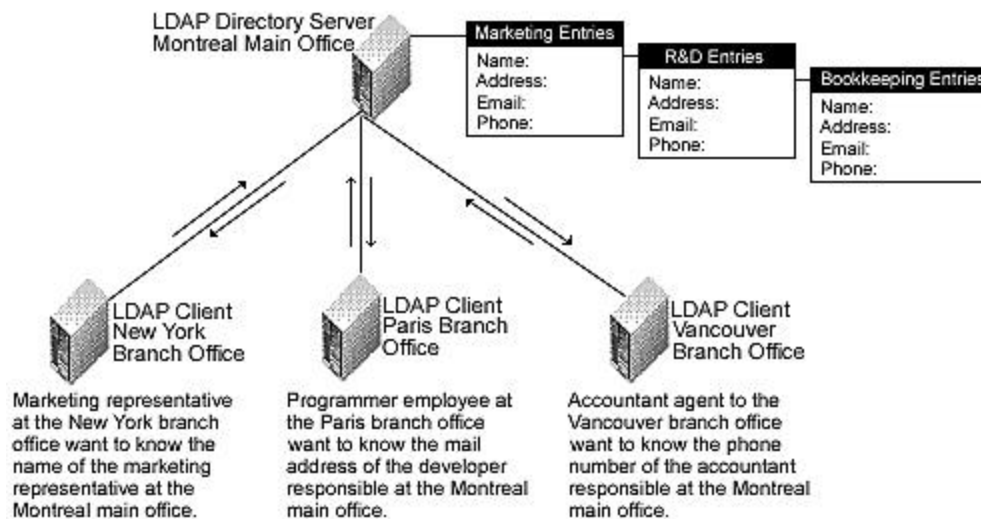 LDAP Directory Server
Montreal Main Office
Marketing Entries
Name:
Address:
Email:
Phone:
R&D Entries
Name:
Address:
Email:
Phone:
Bookkeeping Entries
Name:
Address:
Email:
Phone:
LDAP Client
New York
Branch Office
LDAP Client
Paris Branch
Office
LDAP Client
Vancouver
Branch Office
Marketing representative
at the New York branch
office want to know the
name of the marketing
representative at the
Montreal main office.
Programmer employee at
the Paris branch office
want to know the mail
address of the developer
responsible at the Montreal
main office.
Accountant agent to the
Vancouver branch office
want to know the phone
number of the accountant
responsible at the Montreal
main office.